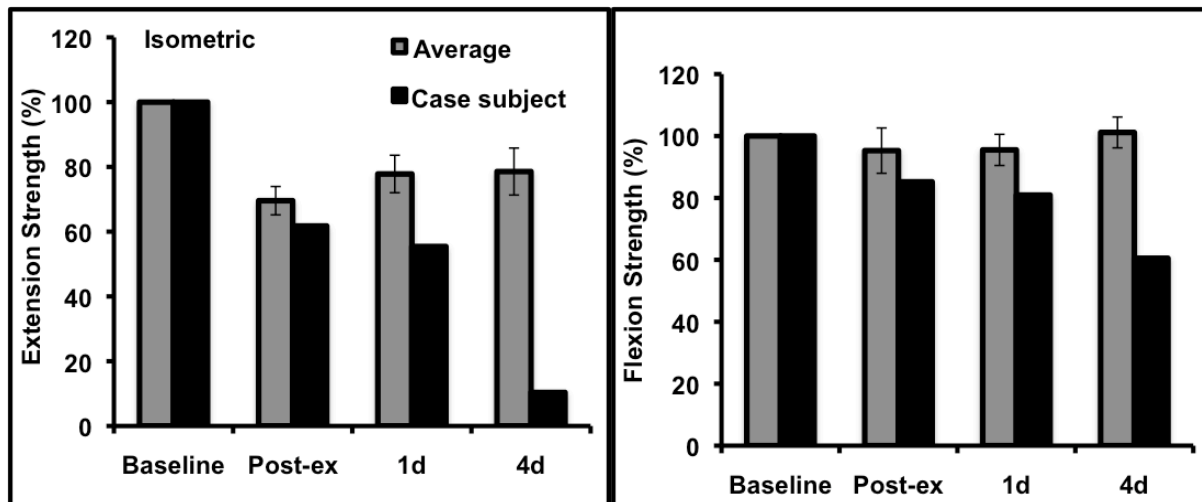 Isometric
Average
Case subject
Extension Strength (%)
120
100
80
60
40
20
0
Baseline Post-ex 1d 4d
Flexion Strength (%)
120
100
80
60
40
20
0
Baseline Post-ex 1d 4d